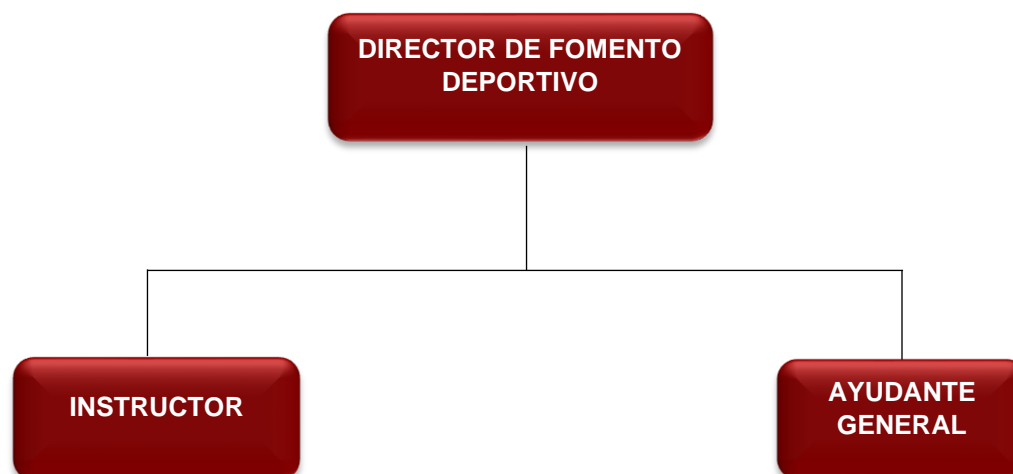 DIRECTOR DE FOMENTO
DEPORTIVO
INSTRUCTOR
AYUDANTE
GENERAL